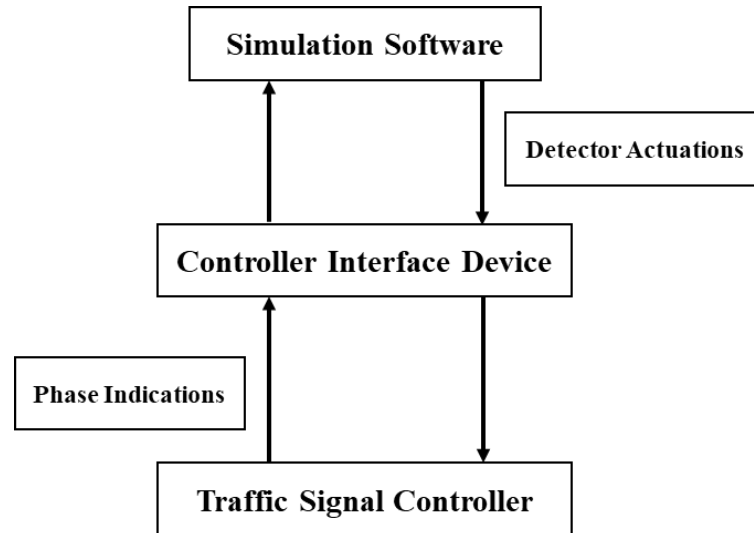 Simulation Software
Detector Actuations
Controller Interface Device
Phase Indications
Traffic Signal Controller